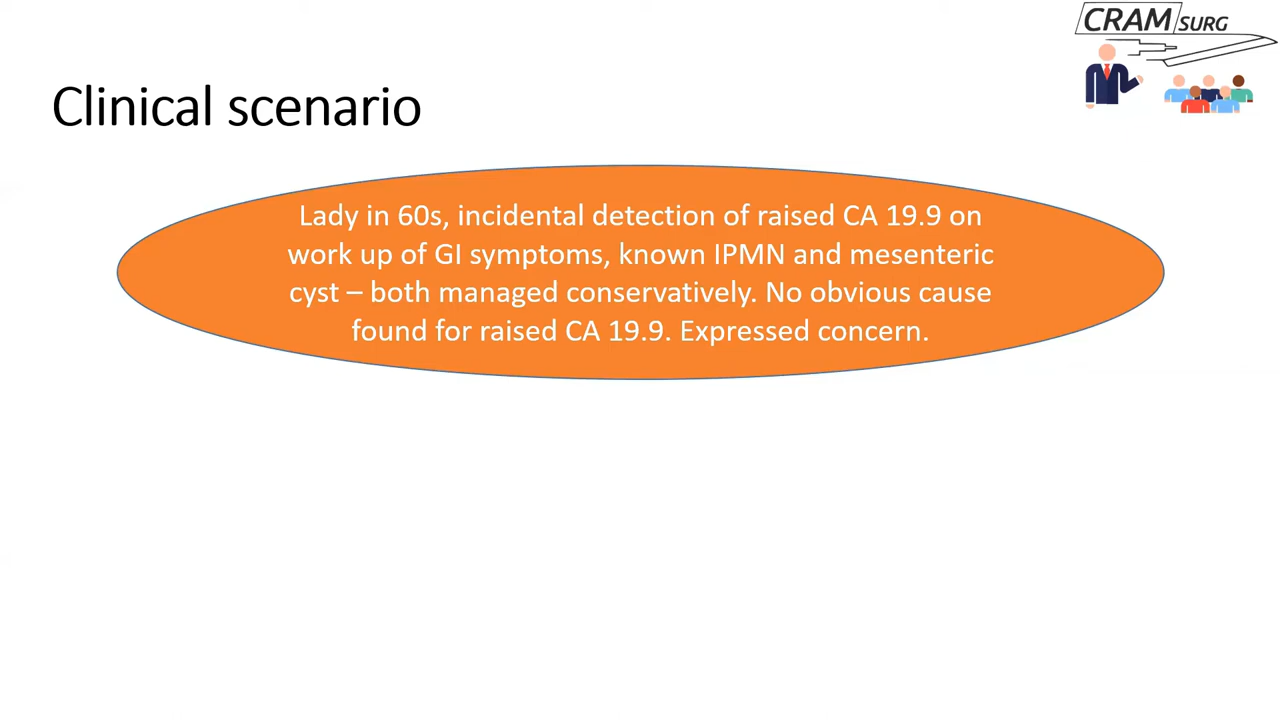 CRAM SURG
Clinical scenario
Lady in 60s, incidental detection of raised CA 19.9 on
work up of GI symptoms, known IPMN and mesenteric
cyst – both managed conservatively. No obvious cause
found for raised CA 19.9. Expressed concern.